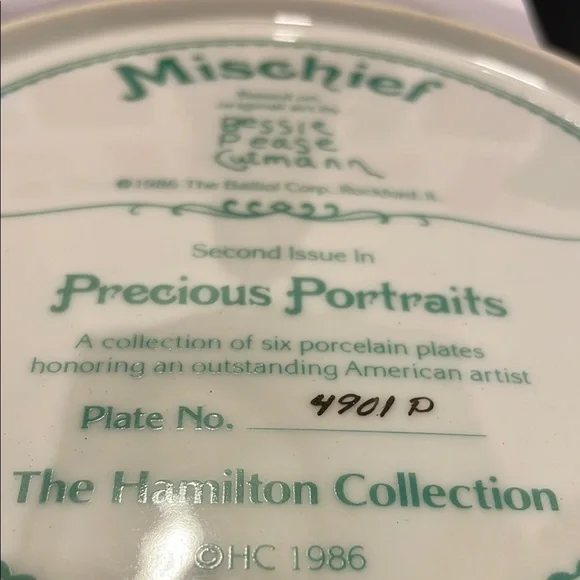 Mischief
Based on
original art by
Bessie
Pease
Gutmann
©1986 The Balliol Corp. Rockford, IL
Second Issue In
Precious Portraits
A collection of six porcelain plates
honoring an outstanding American artist
Plate No. 4901 D
The Hamilton Collection
©HC 1986